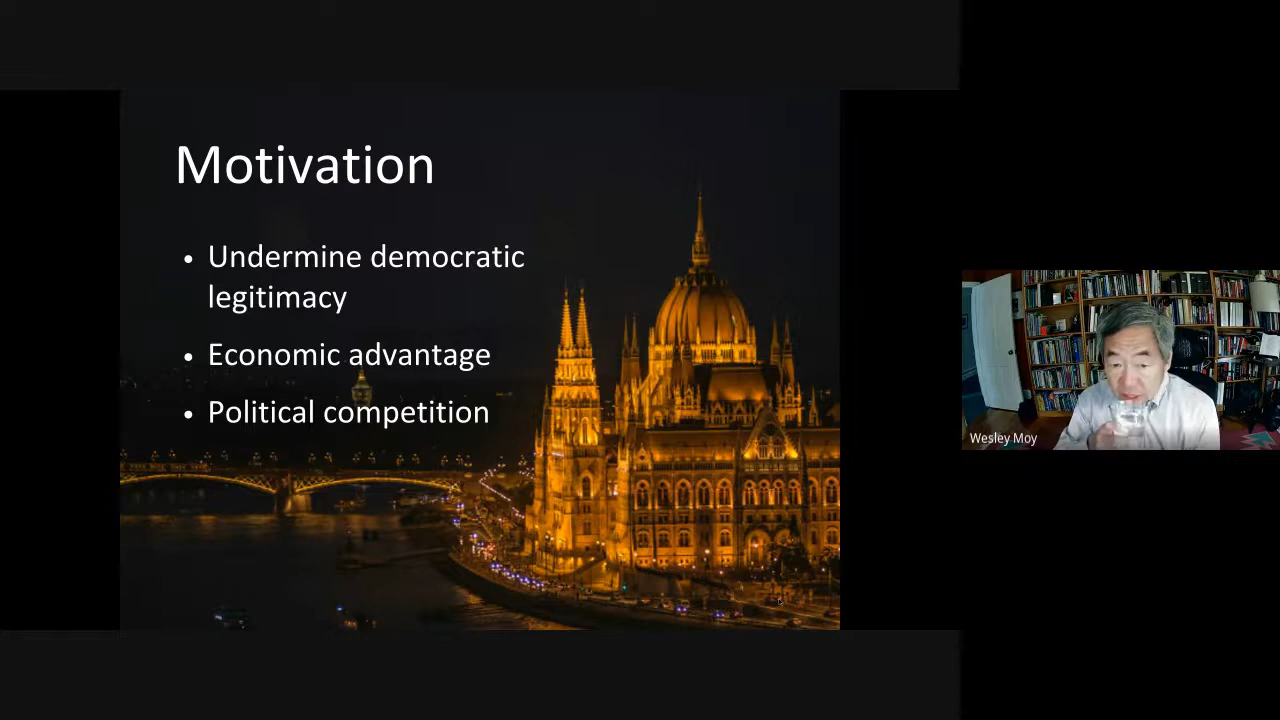 Motivation
• Undermine democratic
legitimacy
• Economic advantage
• Political competition
Wesley Moy